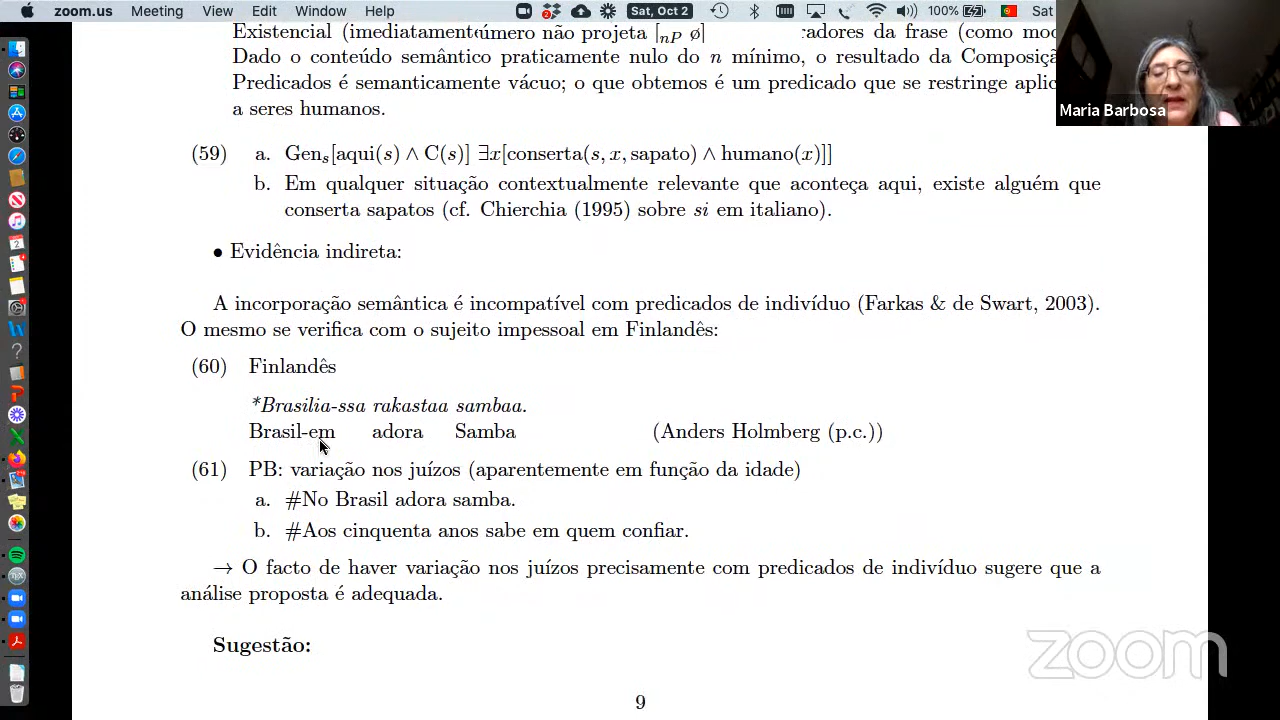 zoom.us Meeting View Edit Window Help Sat, Oct 2 100% Sat
Existencial (imediatamentεúmero não projeta [nP ø] adores da frase (como mod
Dado o conteúdo semântico praticamente nulo do n mínimo, o resultado da Composiçã
Predicados é semanticamente vácuo; o que obtemos é um predicado que se restringe aplic
a seres humanos.
Maria Barbosa
(59) a. Gens[aqui(s) ∧ C(s)] ∃x[conserta(s, x, sapato) ∧ humano(x)]]
b. Em qualquer situação contextualmente relevante que aconteça aqui, existe alguém que
conserta sapatos (cf. Chierchia (1995) sobre si em italiano).
• Evidência indireta:
A incorporação semântica é incompatível com predicados de indivíduo (Farkas & de Swart, 2003).
O mesmo se verifica com o sujeito impessoal em Finlandês:
(60) Finlandês
*Brasilia-ssa rakastaa sambaa.
Brasil-em adora Samba (Anders Holmberg (p.c.))
(61) PB: variação nos juízos (aparentemente em função da idade)
a. #No Brasil adora samba.
b. #Aos cinquenta anos sabe em quem confiar.
→ O facto de haver variação nos juízos precisamente com predicados de indivíduo sugere que a
análise proposta é adequada.
Sugestão:
zoom
9